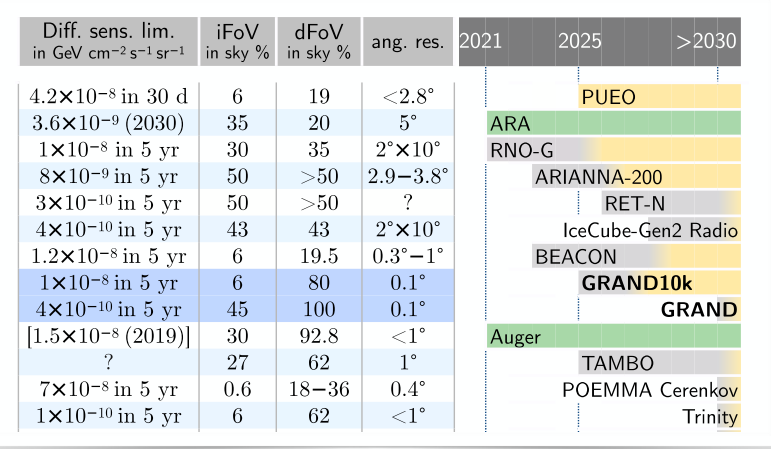 Diff. sens. lim. iFoV dFoV ang. res. 2021 2025 >2030
in GeV cm⁻² s⁻¹ sr⁻¹ in sky % in sky %
4.2×10⁻⁸ in 30 d 6 19 <2.8° PUEO
3.6×10⁻⁹ (2030) 35 20 5° ARA
1×10⁻⁸ in 5 yr 30 35 2°×10° RNO-G
8×10⁻⁹ in 5 yr 50 >50 2.9−3.8° ARIANNA-200
3×10⁻¹⁰ in 5 yr 50 >50 ? RET-N
4×10⁻¹⁰ in 5 yr 43 43 2°×10° IceCube-Gen2 Radio
1.2×10⁻⁸ in 5 yr 6 19.5 0.3°−1° BEACON
1×10⁻⁸ in 5 yr 6 80 0.1° GRAND10k
4×10⁻¹⁰ in 5 yr 45 100 0.1° GRAND
[1.5×10⁻⁸ (2019)] 30 92.8 <1° Auger
? 27 62 1° TAMBO
7×10⁻⁸ in 5 yr 0.6 18−36 0.4° POEMMA Cerenkov
1×10⁻¹⁰ in 5 yr 6 62 <1° Trinity